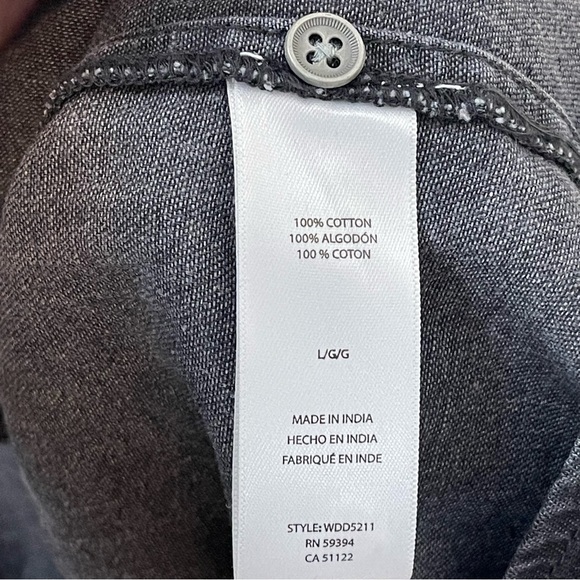 100% COTTON
100% ALGODÓN
100 % COTON
L/G/G
MADE IN INDIA
HECHO EN INDIA
FABRIQUÉ EN INDE
STYLE: WDD5211
RN 59394
CA 51122